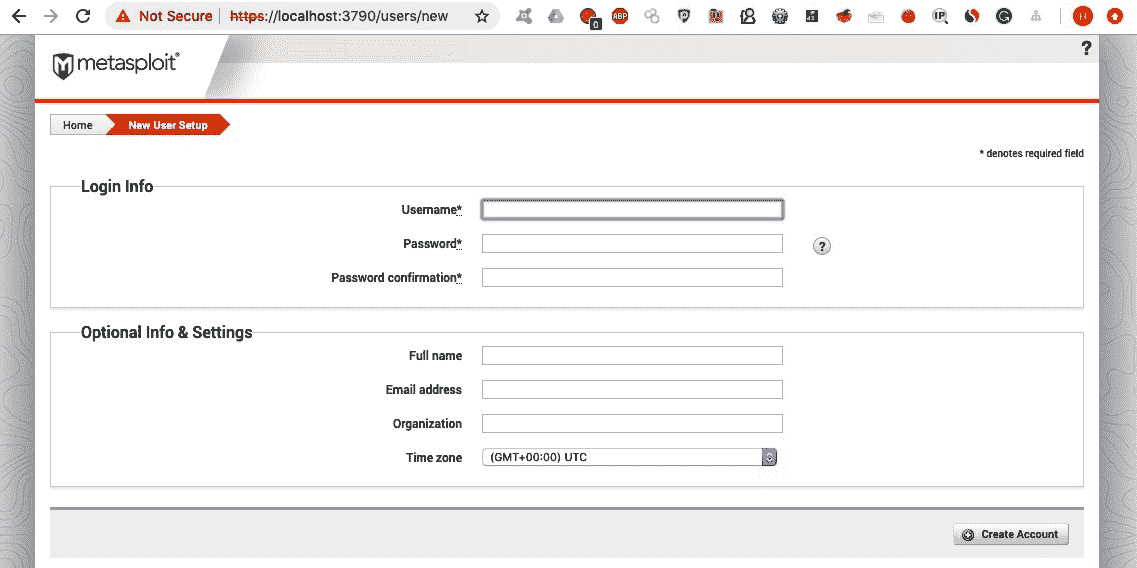 Not Secure https://localhost:3790/users/new
0 ABP IP G H
metasploit®
?
Home New User Setup
* denotes required field
Login Info
Username*
Password*
?
Password confirmation*
Optional Info & Settings
Full name
Email address
Organization
Time zone (GMT+00:00) UTC
Create Account